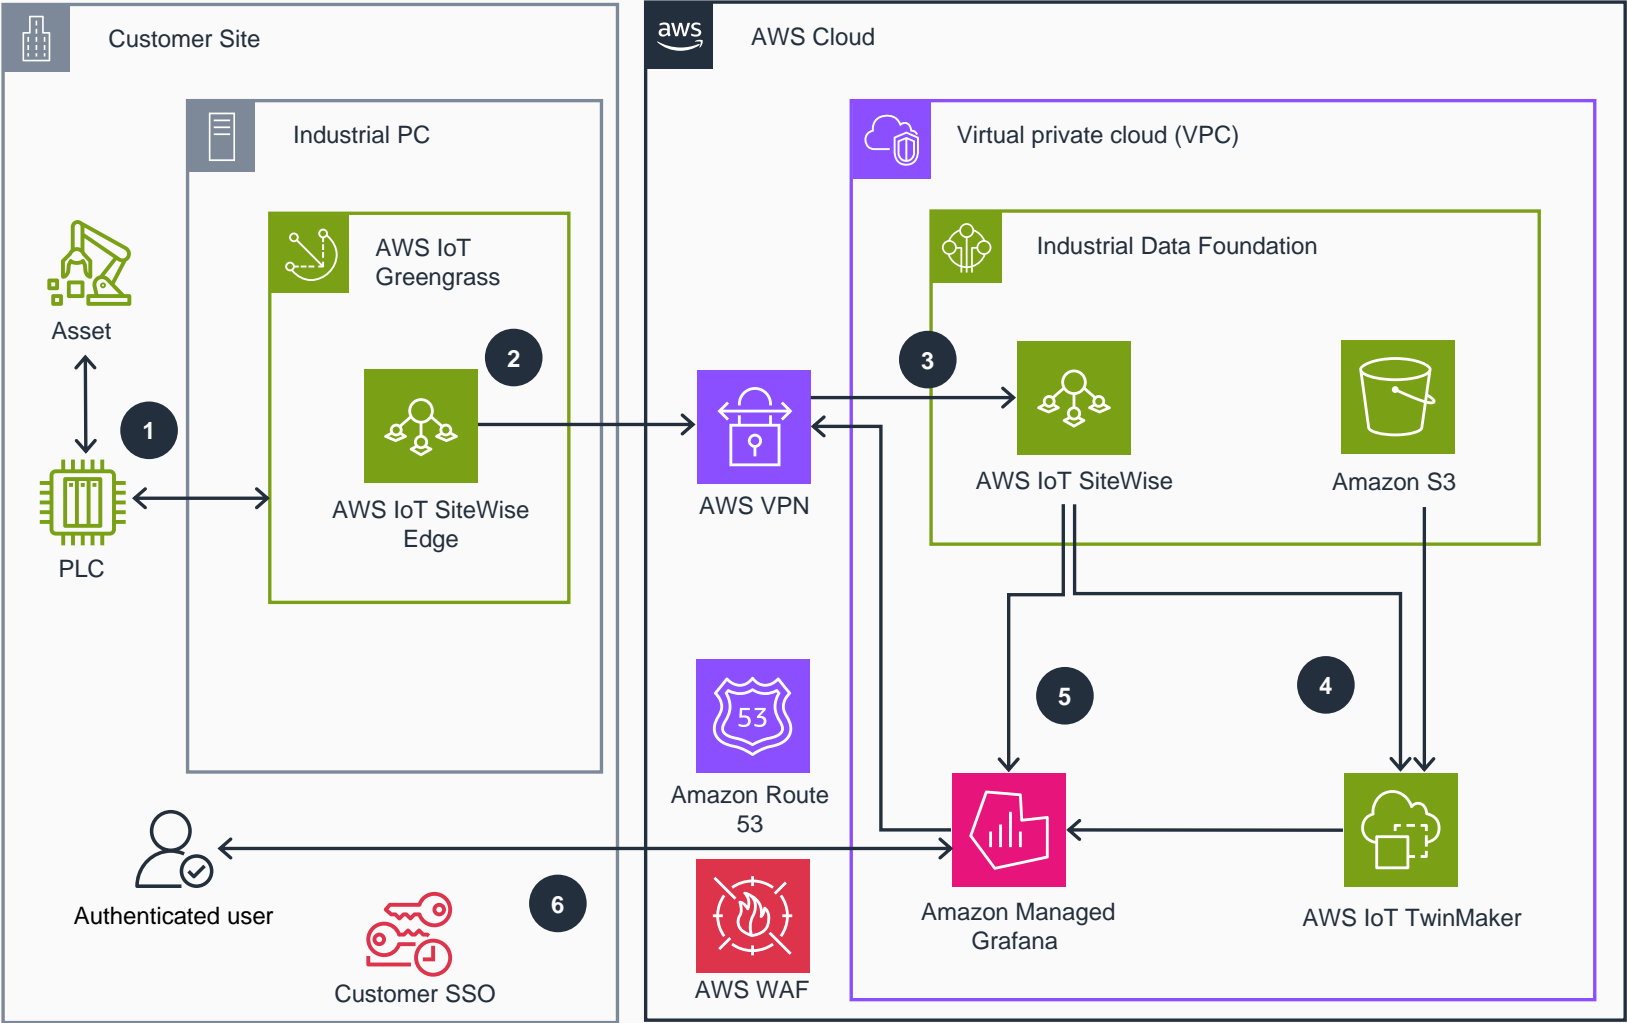 Customer Site
aws
AWS Cloud
Industrial PC
Virtual private cloud (VPC)
AWS IoT
Greengrass
Industrial Data Foundation
Asset
1
2
3
PLC
AWS IoT SiteWise
Edge
AWS VPN
AWS IoT SiteWise
Amazon S3
53
Amazon Route
53
5
4
Authenticated user
6
Customer SSO
AWS WAF
Amazon Managed
Grafana
AWS IoT TwinMaker